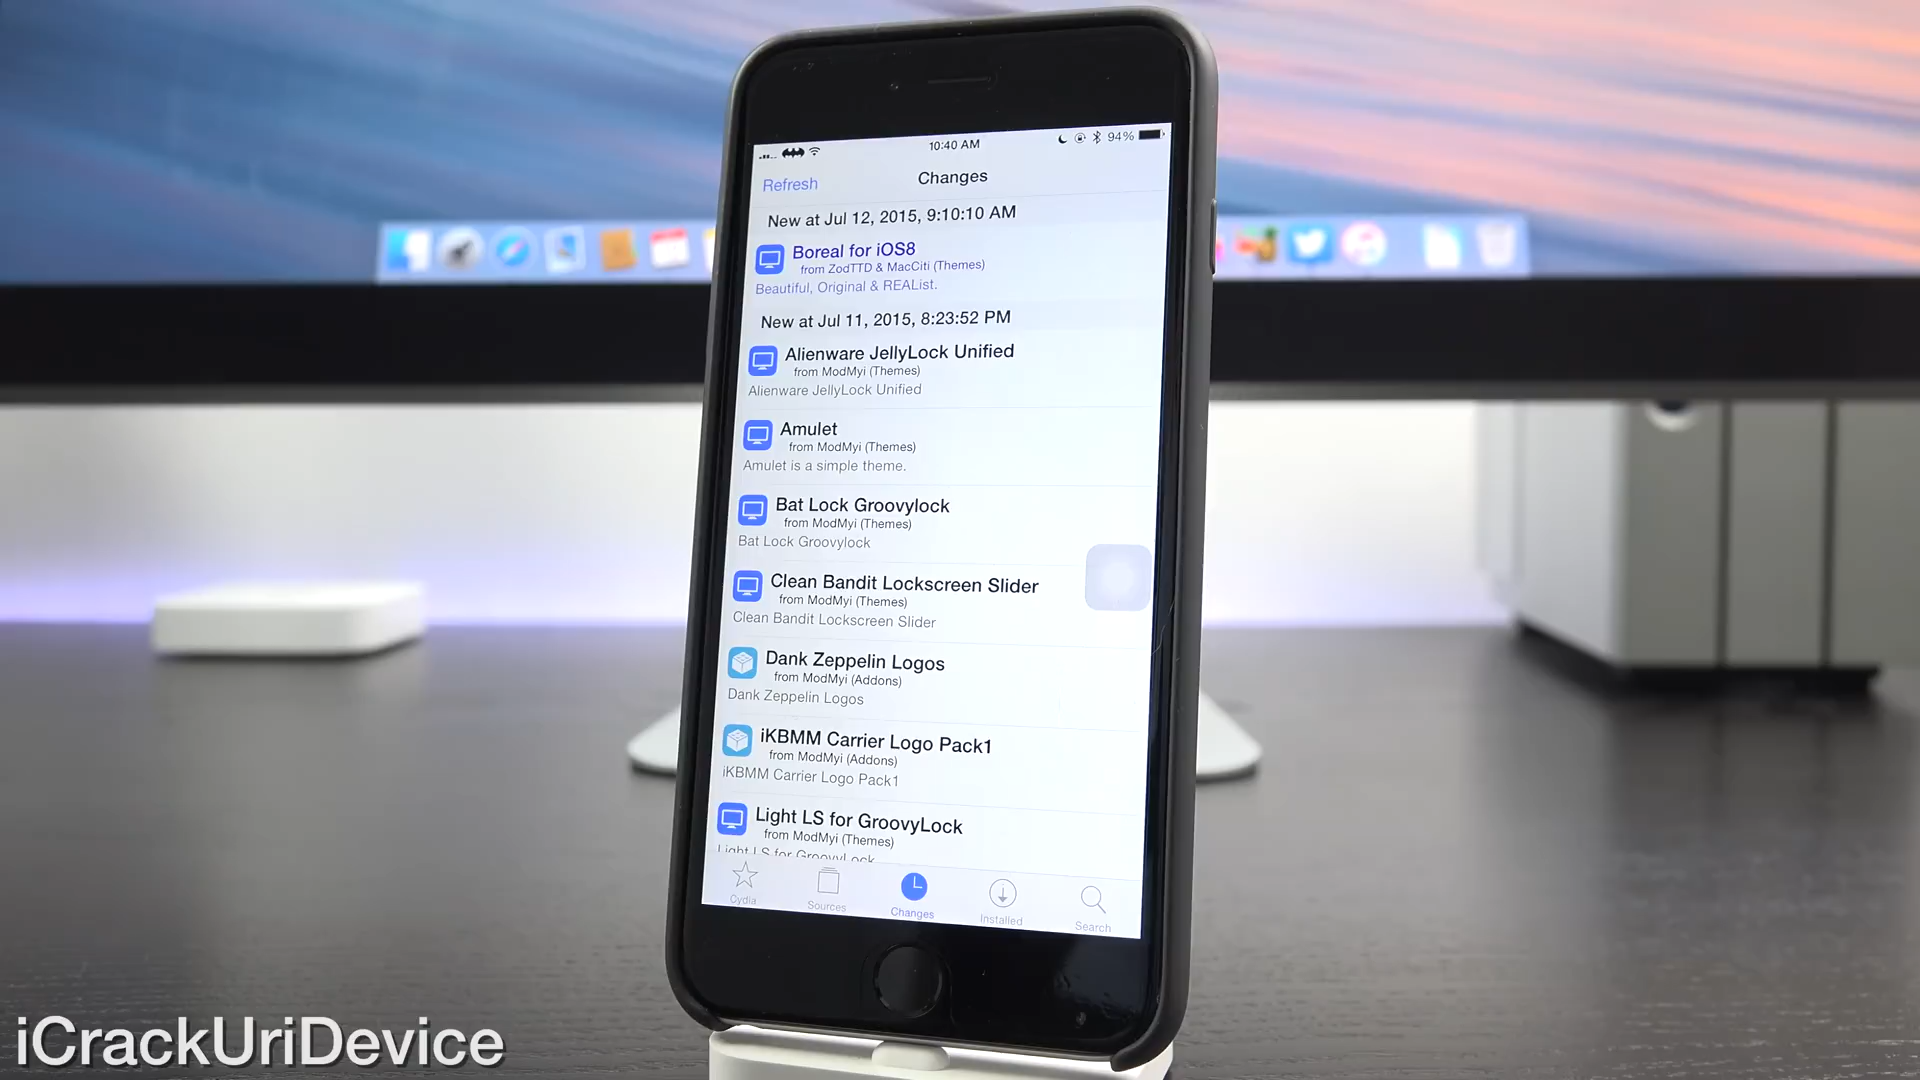 10:40 AM
94%
Refresh
Changes
New at Jul 12, 2015, 9:10:10 AM
Boreal for iOS8
from ZodTTD & MacCiti (Themes)
Beautiful, Original & REAList.
New at Jul 11, 2015, 8:23:52 PM
Alienware JellyLock Unified
from ModMyi (Themes)
Alienware JellyLock Unified
Amulet
from ModMyi (Themes)
Amulet is a simple theme.
Bat Lock Groovylock
from ModMyi (Themes)
Bat Lock Groovylock
Clean Bandit Lockscreen Slider
from ModMyi (Themes)
Clean Bandit Lockscreen Slider
Dank Zeppelin Logos
from ModMyi (Addons)
Dank Zeppelin Logos
iKBMM Carrier Logo Pack1
from ModMyi (Addons)
iKBMM Carrier Logo Pack1
Light LS for GroovyLock
from ModMyi (Themes)
Light LS for GroovyLock
Cydia
Sources
Changes
Installed
Search
iCrackUriDevice